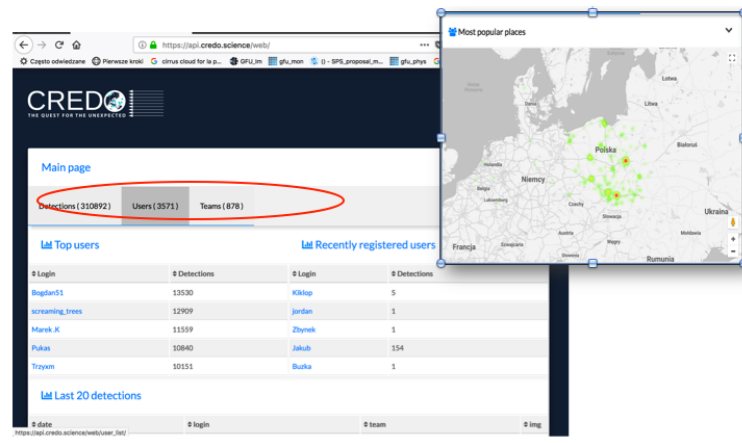 https://api.credo.science/web/
Często odwiedzane Pierwsze kroki cirrus cloud for la p... GFU_lm gfu_mon () - SPS_proposal_m... gfu_phys
CREDO
THE QUEST FOR THE UNEXPECTED
Main page
Detections ( 310892 ) Users ( 3571 ) Teams ( 878 )
Top users Recently registered users
Login Detections Login Detections
Bogdan51 13530 Kiklop 5
screaming_trees 12909 jordan 1
Marek .K 11559 Zbynek 1
Pukas 10840 Jakub 154
Trzyxm 10151 Buzka 1
Last 20 detections
date login team img
https://api.credo.science/web/user_list/
Most popular places
Łotwa
Dania
Litwa
Białoruś
Polska
Holandia
Niemcy
Belgia
Luksemburg
Czechy
Ukraina
Słowacja
Austria
Węgry
Mołdawia
Francja
Szwajcaria
Słowenia
Rumunia